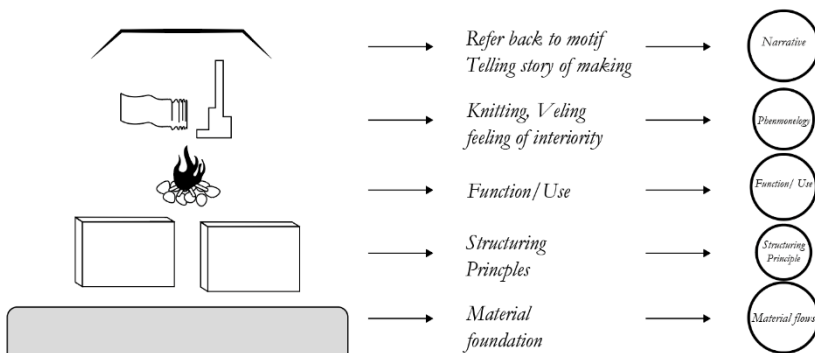 Refer back to motif
Telling story of making
Narrative
Knitting, Veling
feeling of interiority
Phenmonelogy
Function/Use
Function/ Use
Structuring
Princples
Structuring
Principle
Material
foundation
Material flows